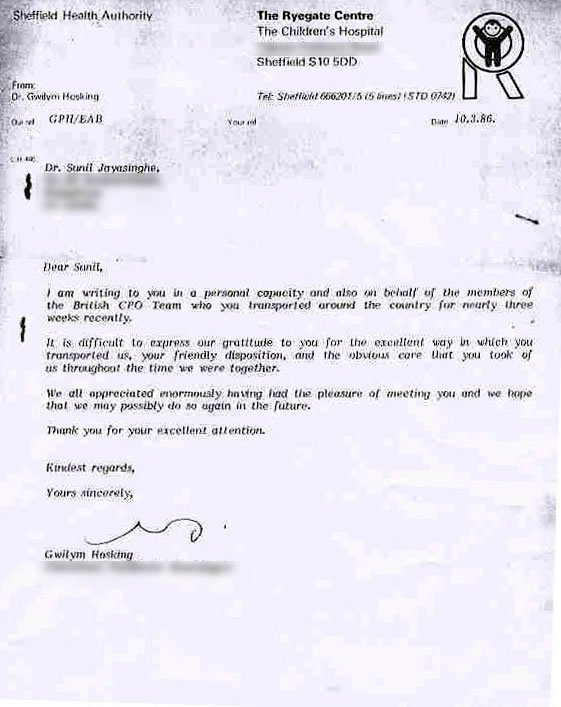 Sheffield Health Authority
The Ryegate Centre
The Children's Hospital
Sheffield S10 5DD
From:
Dr. Gwilym Hosking
Tel: Sheffield 666201/5 (5 lines) (STD 0742)
Our ref GPH/EAB
Your ref
Date 10.3.86.
Dr. Sunil Jayasinghe,
Dear Sunil,
I am writing to you in a personal capacity and also on behalf of the members of
the British CPO Team who you transported around the country for nearly three
weeks recently.
It is difficult to express our gratitude to you for the excellent way in which you
transported us, your friendly disposition, and the obvious care that you took of
us throughout the time we were together.
We all appreciated enormously having had the pleasure of meeting you and we hope
that we may possibly do so again in the future.
Thank you for your excellent attention.
Kindest regards,
Yours sincerely,
Gwilym Hosking